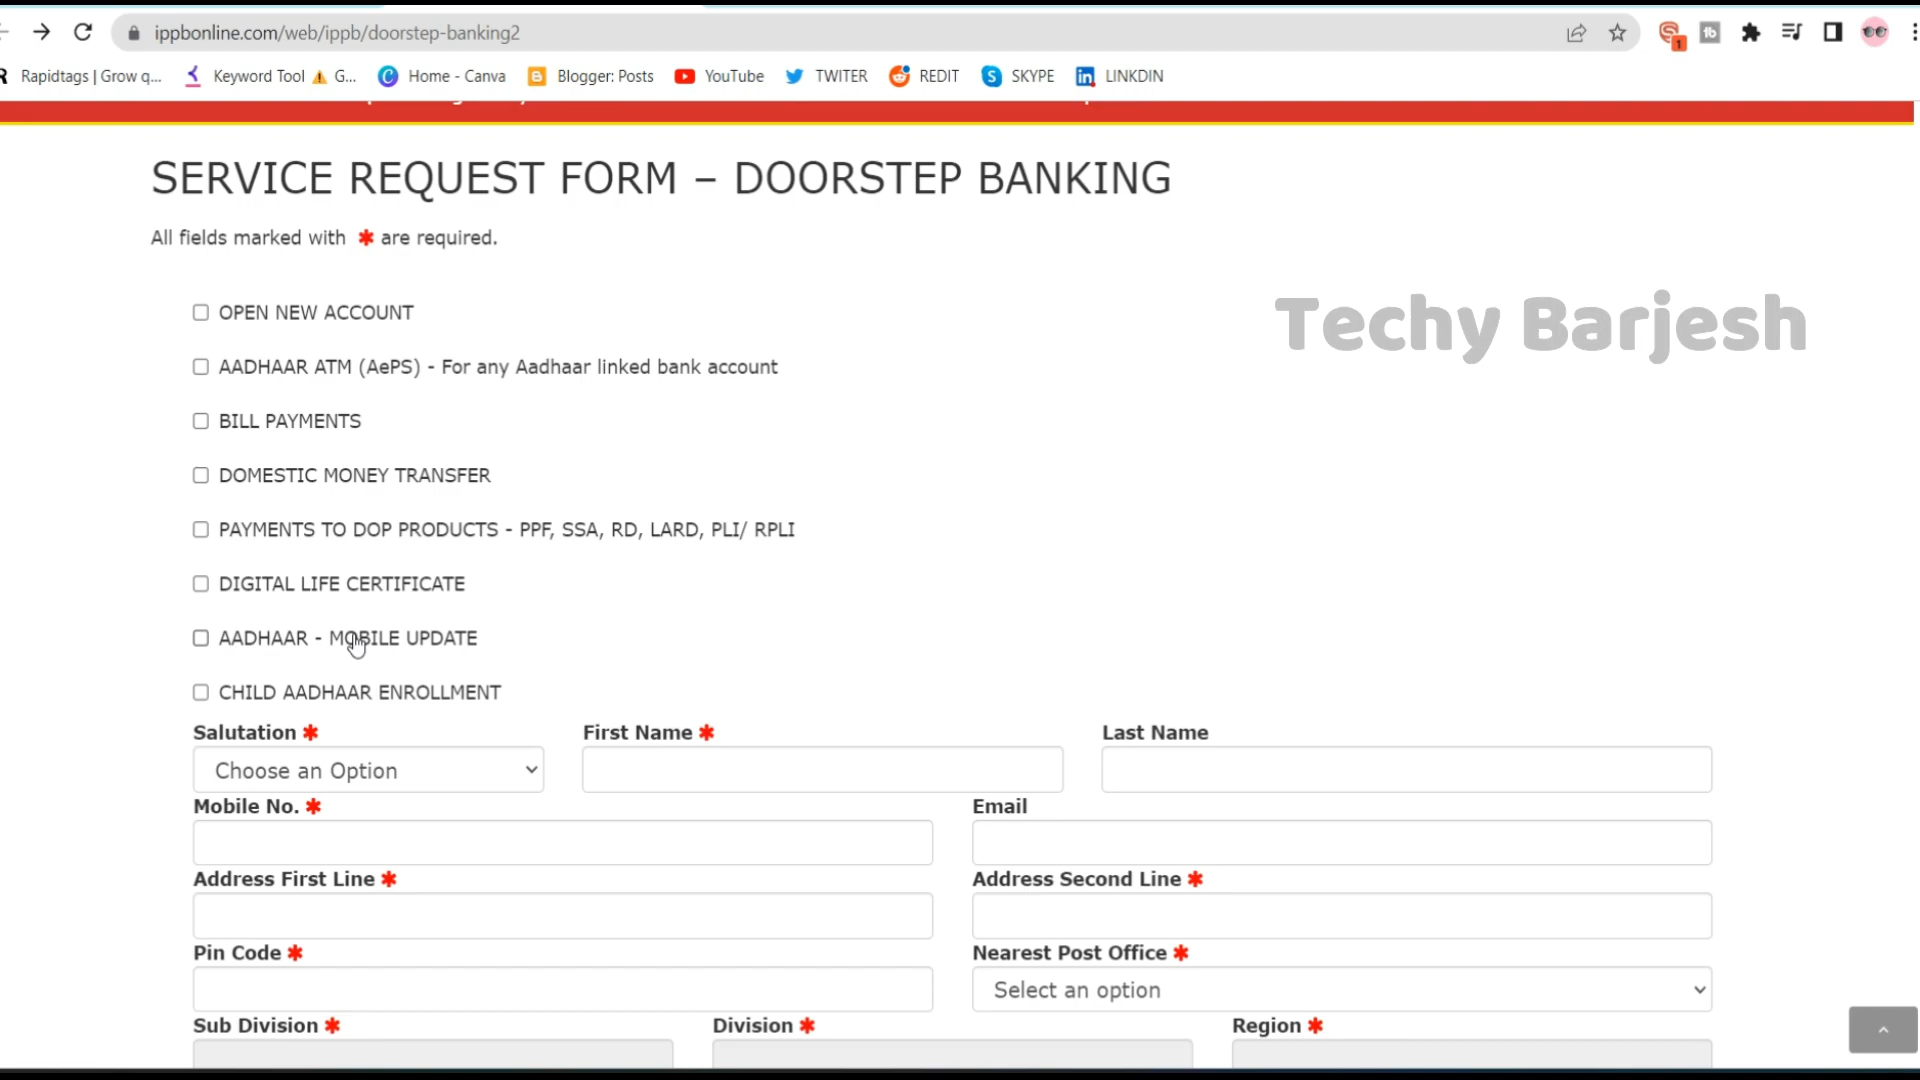 ippbonline.com/web/ippb/doorstep-banking2
1
Rapidtags | Grow q... Keyword Tool G... Home - Canva Blogger: Posts YouTube TWITER REDIT SKYPE LINKDIN
SERVICE REQUEST FORM – DOORSTEP BANKING
All fields marked with * are required.
Techy Barjesh
OPEN NEW ACCOUNT
AADHAAR ATM (AePS) - For any Aadhaar linked bank account
BILL PAYMENTS
DOMESTIC MONEY TRANSFER
PAYMENTS TO DOP PRODUCTS - PPF, SSA, RD, LARD, PLI/ RPLI
DIGITAL LIFE CERTIFICATE
AADHAAR - MOBILE UPDATE
CHILD AADHAAR ENROLLMENT
Salutation * First Name * Last Name
Choose an Option
Mobile No. * Email
Address First Line * Address Second Line *
Pin Code * Nearest Post Office *
Select an option
Sub Division * Division * Region *